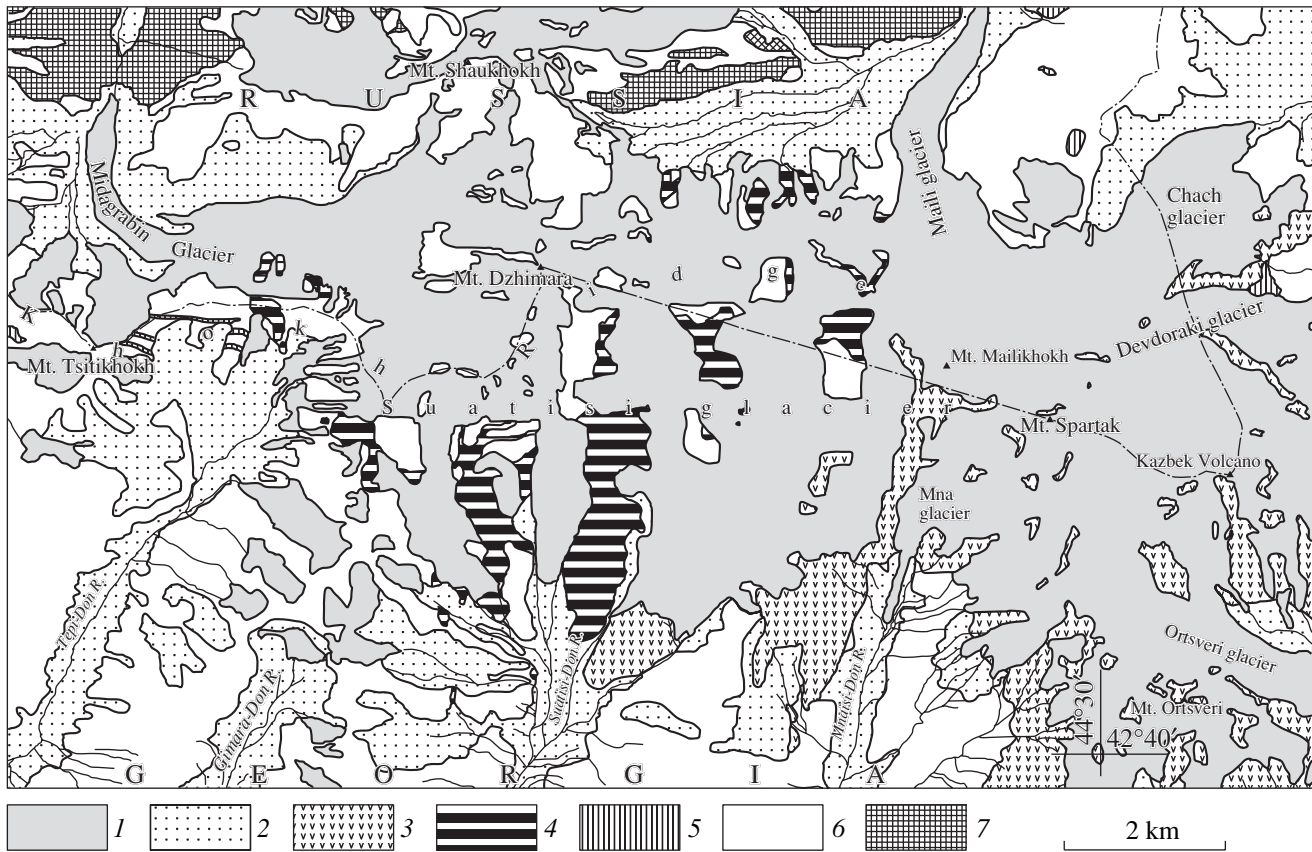 Mt. Shaukhokh
R U S S I A
Midagrabin
Glacier
Maili glacier
Chach
glacier
Mt. Dzhimara
K h o k h R i d g e
Devdoraki glacier
Mt. Tsitikhokh
Mt. Mailikhokh
S u a t i s i g l a c i e r
Mt. Spartak
Kazbek Volcano
Mna
glacier
Tepi-Don R.
Gimara-Don R.
Suatisi-Don R.
Mnaisi-Don R.
Ortsveri glacier
Mt. Ortsveri
44°30'
42°40'
G E O R G I A
1 2 3 4 5 6 7
2 km